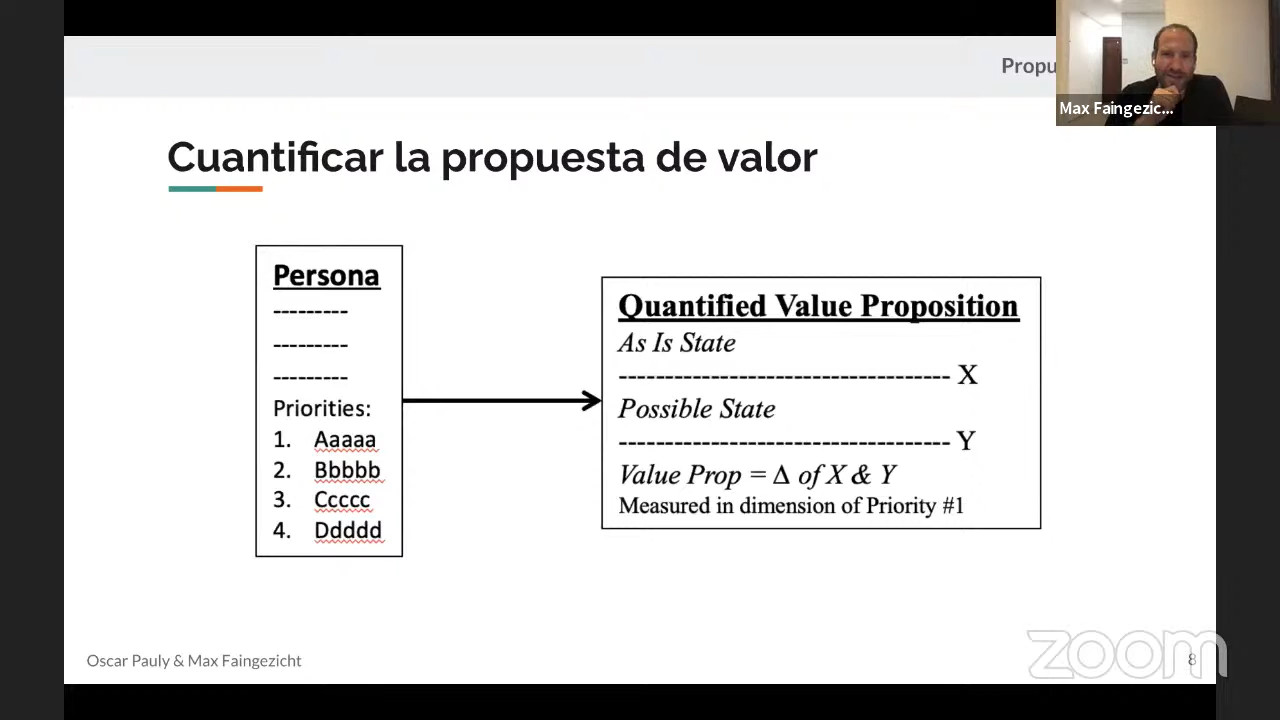 Propu
Max Faingezic...
Cuantificar la propuesta de valor
Persona
---------
---------
---------
Priorities:
1. Aaaaa
2. Bbbbb
3. Ccccc
4. Ddddd
Quantified Value Proposition
As Is State
------------------------------------ X
Possible State
------------------------------------ Y
Value Prop = Δ of X & Y
Measured in dimension of Priority #1
Oscar Pauly & Max Faingezicht
zoom
8